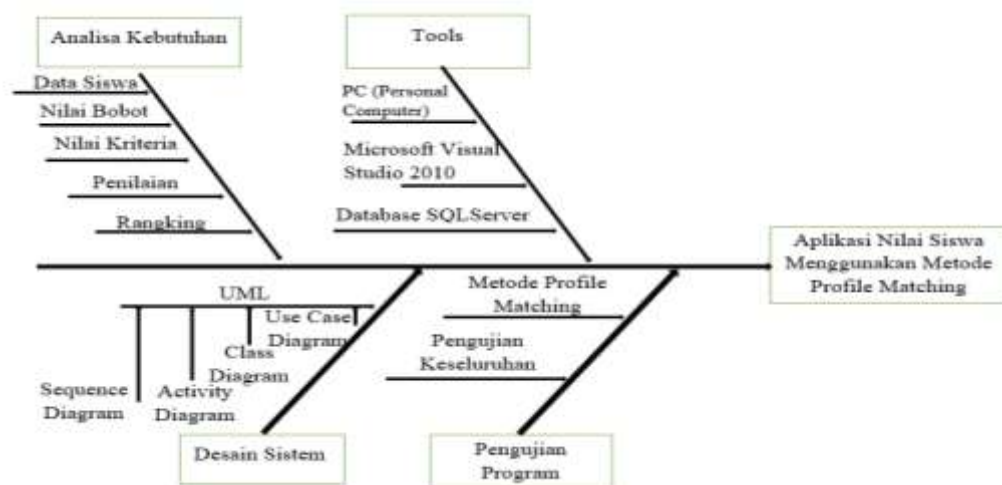 Analisa Kebutuhan
Data Siswa
Nilai Bobot
Nilai Kriteria
Penilaian
Rangking
Tools
PC (Personal
Computer)
Microsoft Visual
Studio 2010
Database SQLServer
Aplikasi Nilai Siswa
Menggunakan Metode
Profile Matching
UML
Use Case
Diagram
Class
Diagram
Activity
Diagram
Sequence
Diagram
Desain Sistem
Metode Profile
Matching
Pengujian
Keseluruhan
Pengujian
Program